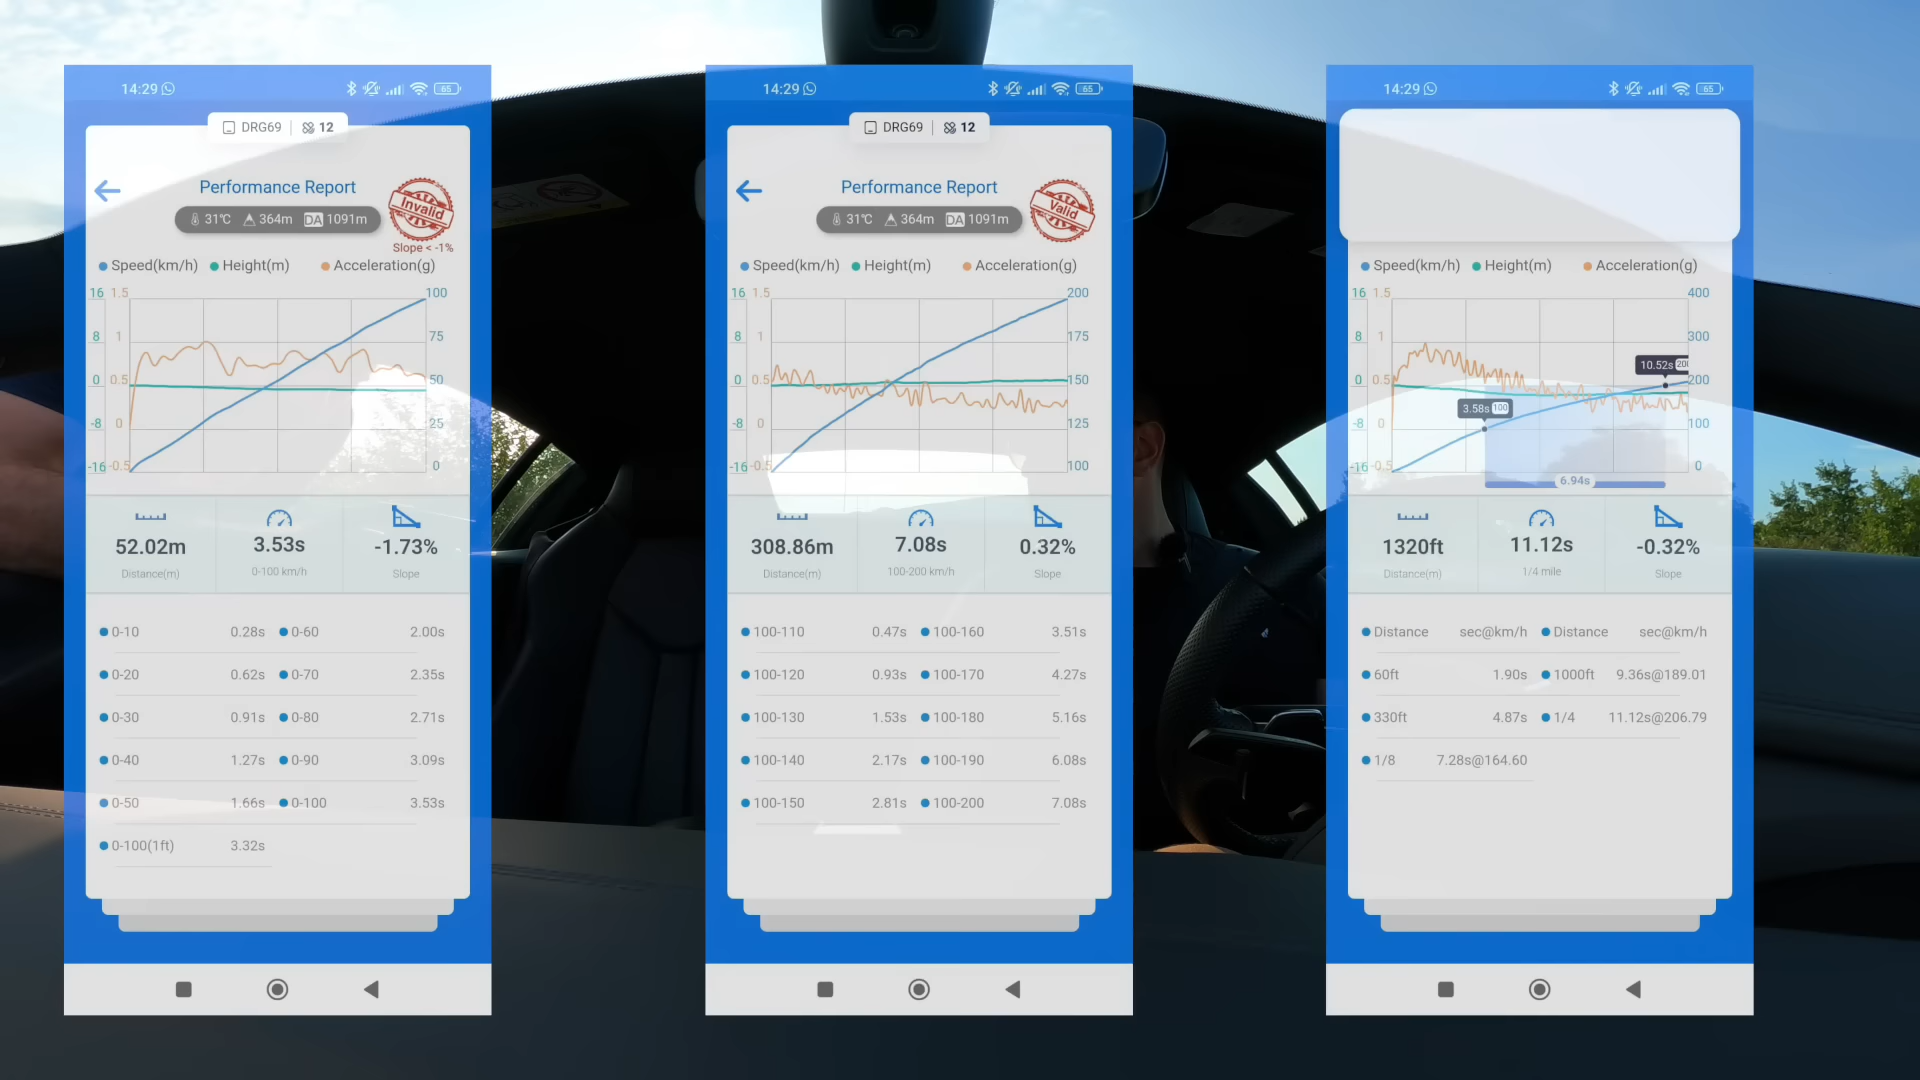 14:29
65
DRG69 | 12
Performance Report
Invalid
31℃ 364m DA 1091m
Slope < -1%
Speed(km/h) Height(m) Acceleration(g)
16 1.5 100
8 1 75
0 0.5 50
-8 0 25
-16 -0.5 0
52.02m 3.53s -1.73%
Distance(m) 0-100 km/h Slope
0-10 0.28s 0-60 2.00s
0-20 0.62s 0-70 2.35s
0-30 0.91s 0-80 2.71s
0-40 1.27s 0-90 3.09s
0-50 1.66s 0-100 3.53s
0-100(1ft) 3.32s
14:29
65
DRG69 | 12
Performance Report
Valid
31℃ 364m DA 1091m
Speed(km/h) Height(m) Acceleration(g)
16 1.5 200
8 1 175
0 0.5 150
-8 0 125
-16 -0.5 100
308.86m 7.08s 0.32%
Distance(m) 100-200 km/h Slope
100-110 0.47s 100-160 3.51s
100-120 0.93s 100-170 4.27s
100-130 1.53s 100-180 5.16s
100-140 2.17s 100-190 6.08s
100-150 2.81s 100-200 7.08s
14:29
65
Speed(km/h) Height(m) Acceleration(g)
16 1.5 400
8 1 300
10.52s
0 0.5 200
3.58s 100
-8 0 100
-16 -0.5 0
6.94s
1320ft 11.12s -0.32%
Distance(m) 1/4 mile Slope
Distance sec@km/h Distance sec@km/h
60ft 1.90s 1000ft 9.36s@189.01
330ft 4.87s 1/4 11.12s@206.79
1/8 7.28s@164.60